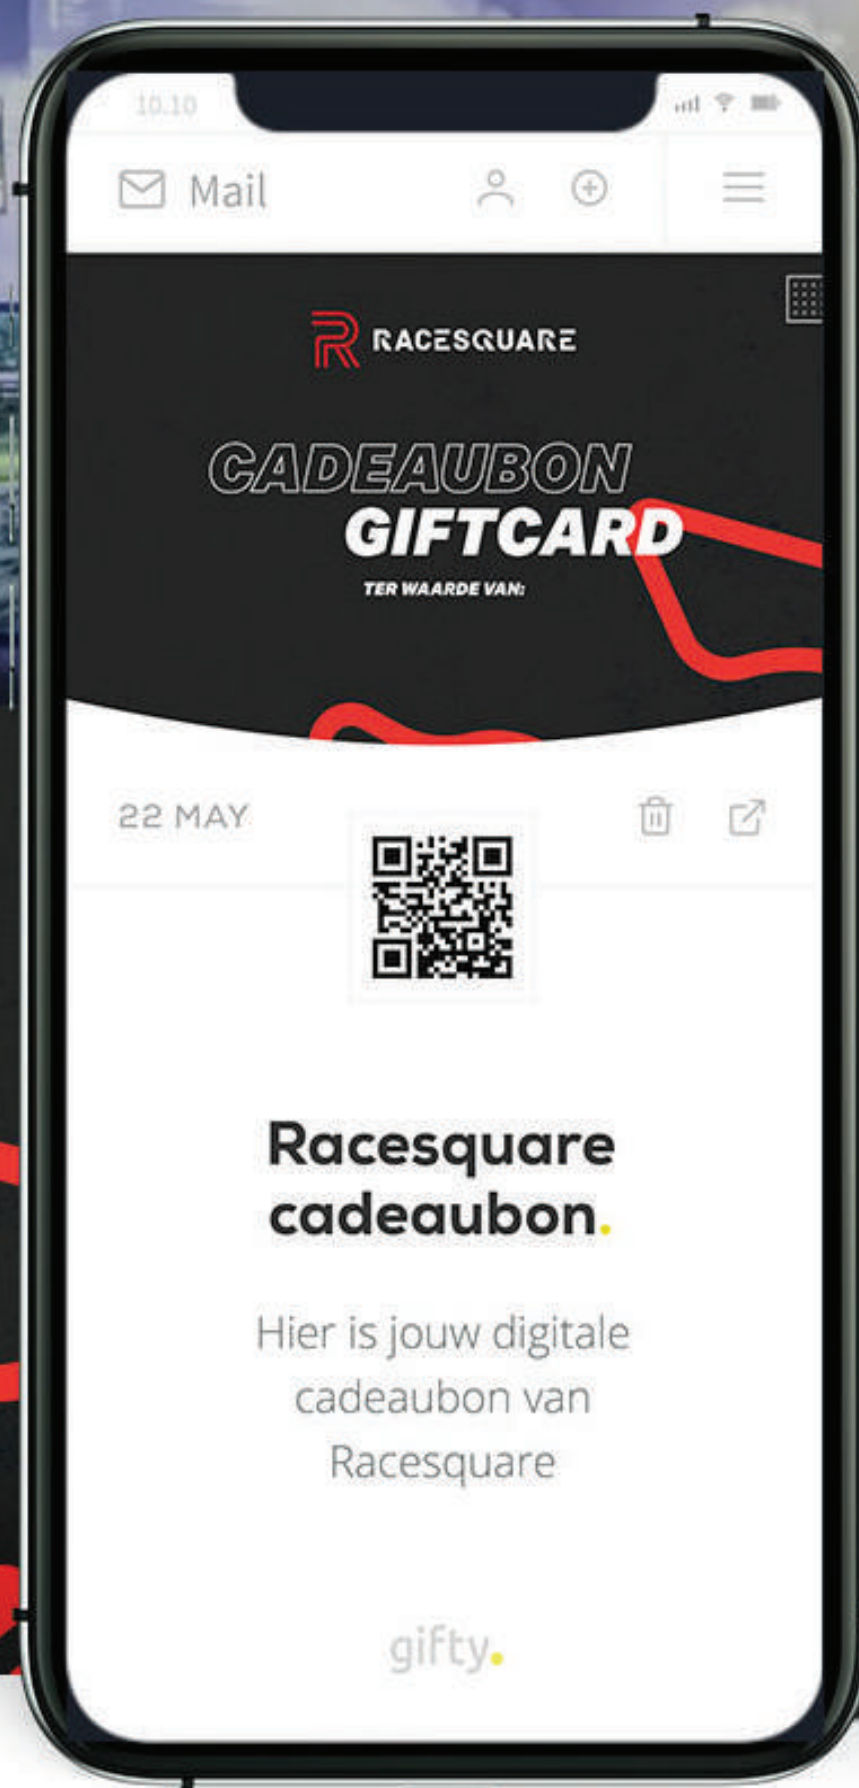 10.10
Mail
RACESQUARE
CADEAUBON
GIFTCARD
TER WAARDE VAN:
22 MAY
Racesquare
cadeaubon.
Hier is jouw digitale
cadeaubon van
Racesquare
gifty.